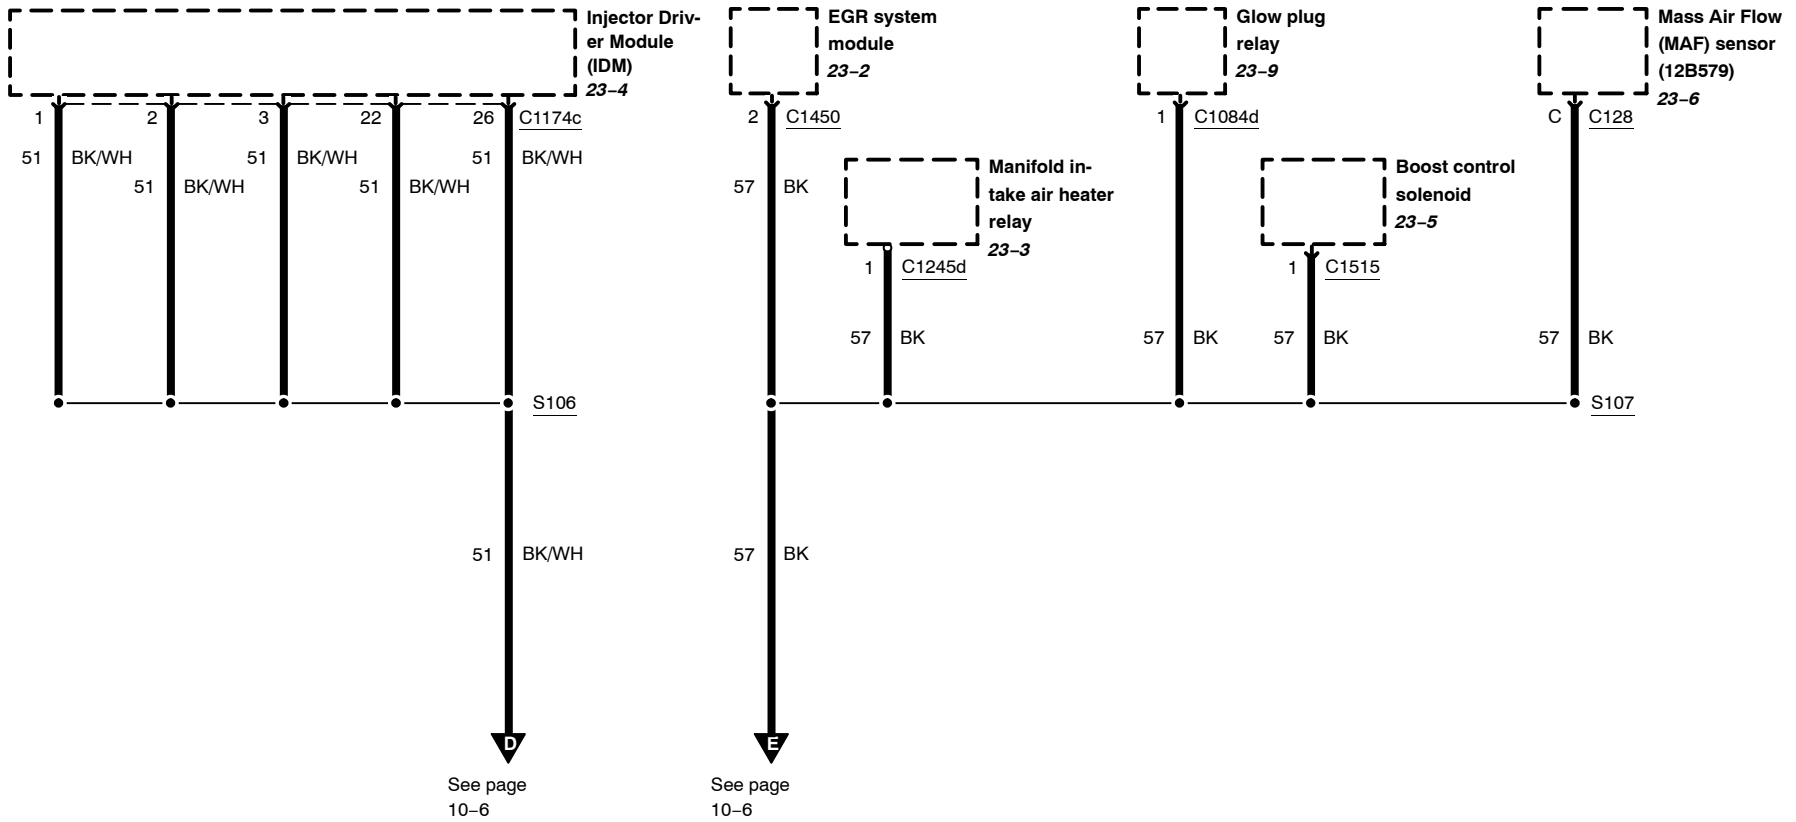 Injector Driv-
er Module
(IDM)
23–4
EGR system
module
23–2
Glow plug
relay
23–9
Mass Air Flow
(MAF) sensor
(12B579)
23–6
1
2
3
22
26
C1174c
2
C1450
1
C1084d
C
C128
51
BK/WH
51
BK/WH
51
BK/WH
51
BK/WH
51
BK/WH
57
BK
Manifold in-
take air heater
relay
23–3
Boost control
solenoid
23–5
1
C1245d
1
C1515
57
BK
57
BK
57
BK
57
BK
S106
S107
51
BK/WH
57
BK
D
E
See page
10–6
See page
10–6